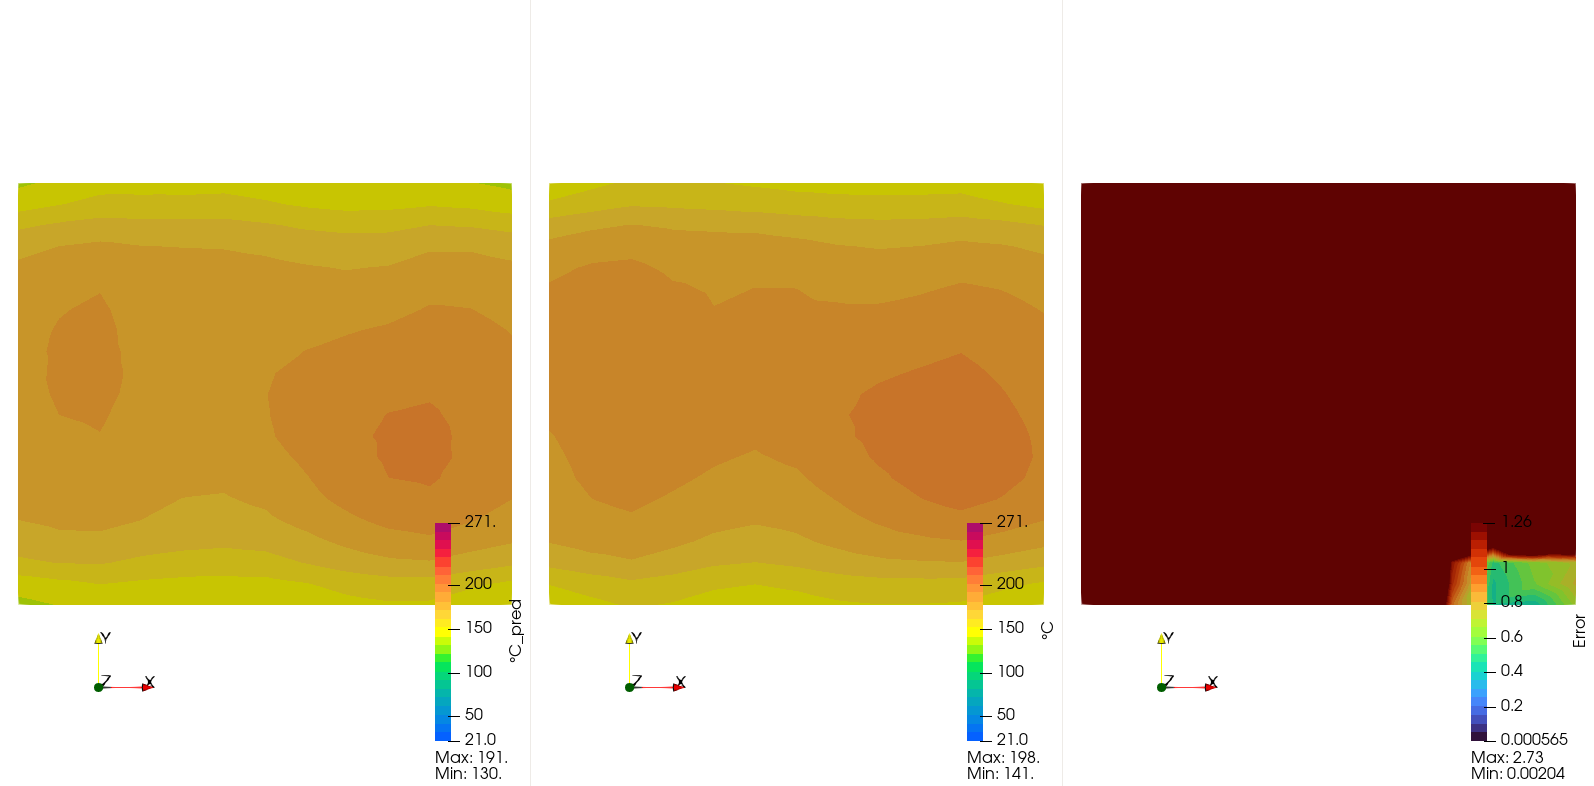 271.
200
150
100
50
21.0
°C_pred
Max: 191.
Min: 130.
Y
Z
X
271.
200
150
100
50
21.0
°C
Max: 198.
Min: 141.
Y
Z
X
1.26
1
0.8
0.6
0.4
0.2
0.000565
Error
Max: 2.73
Min: 0.00204
Y
Z
X